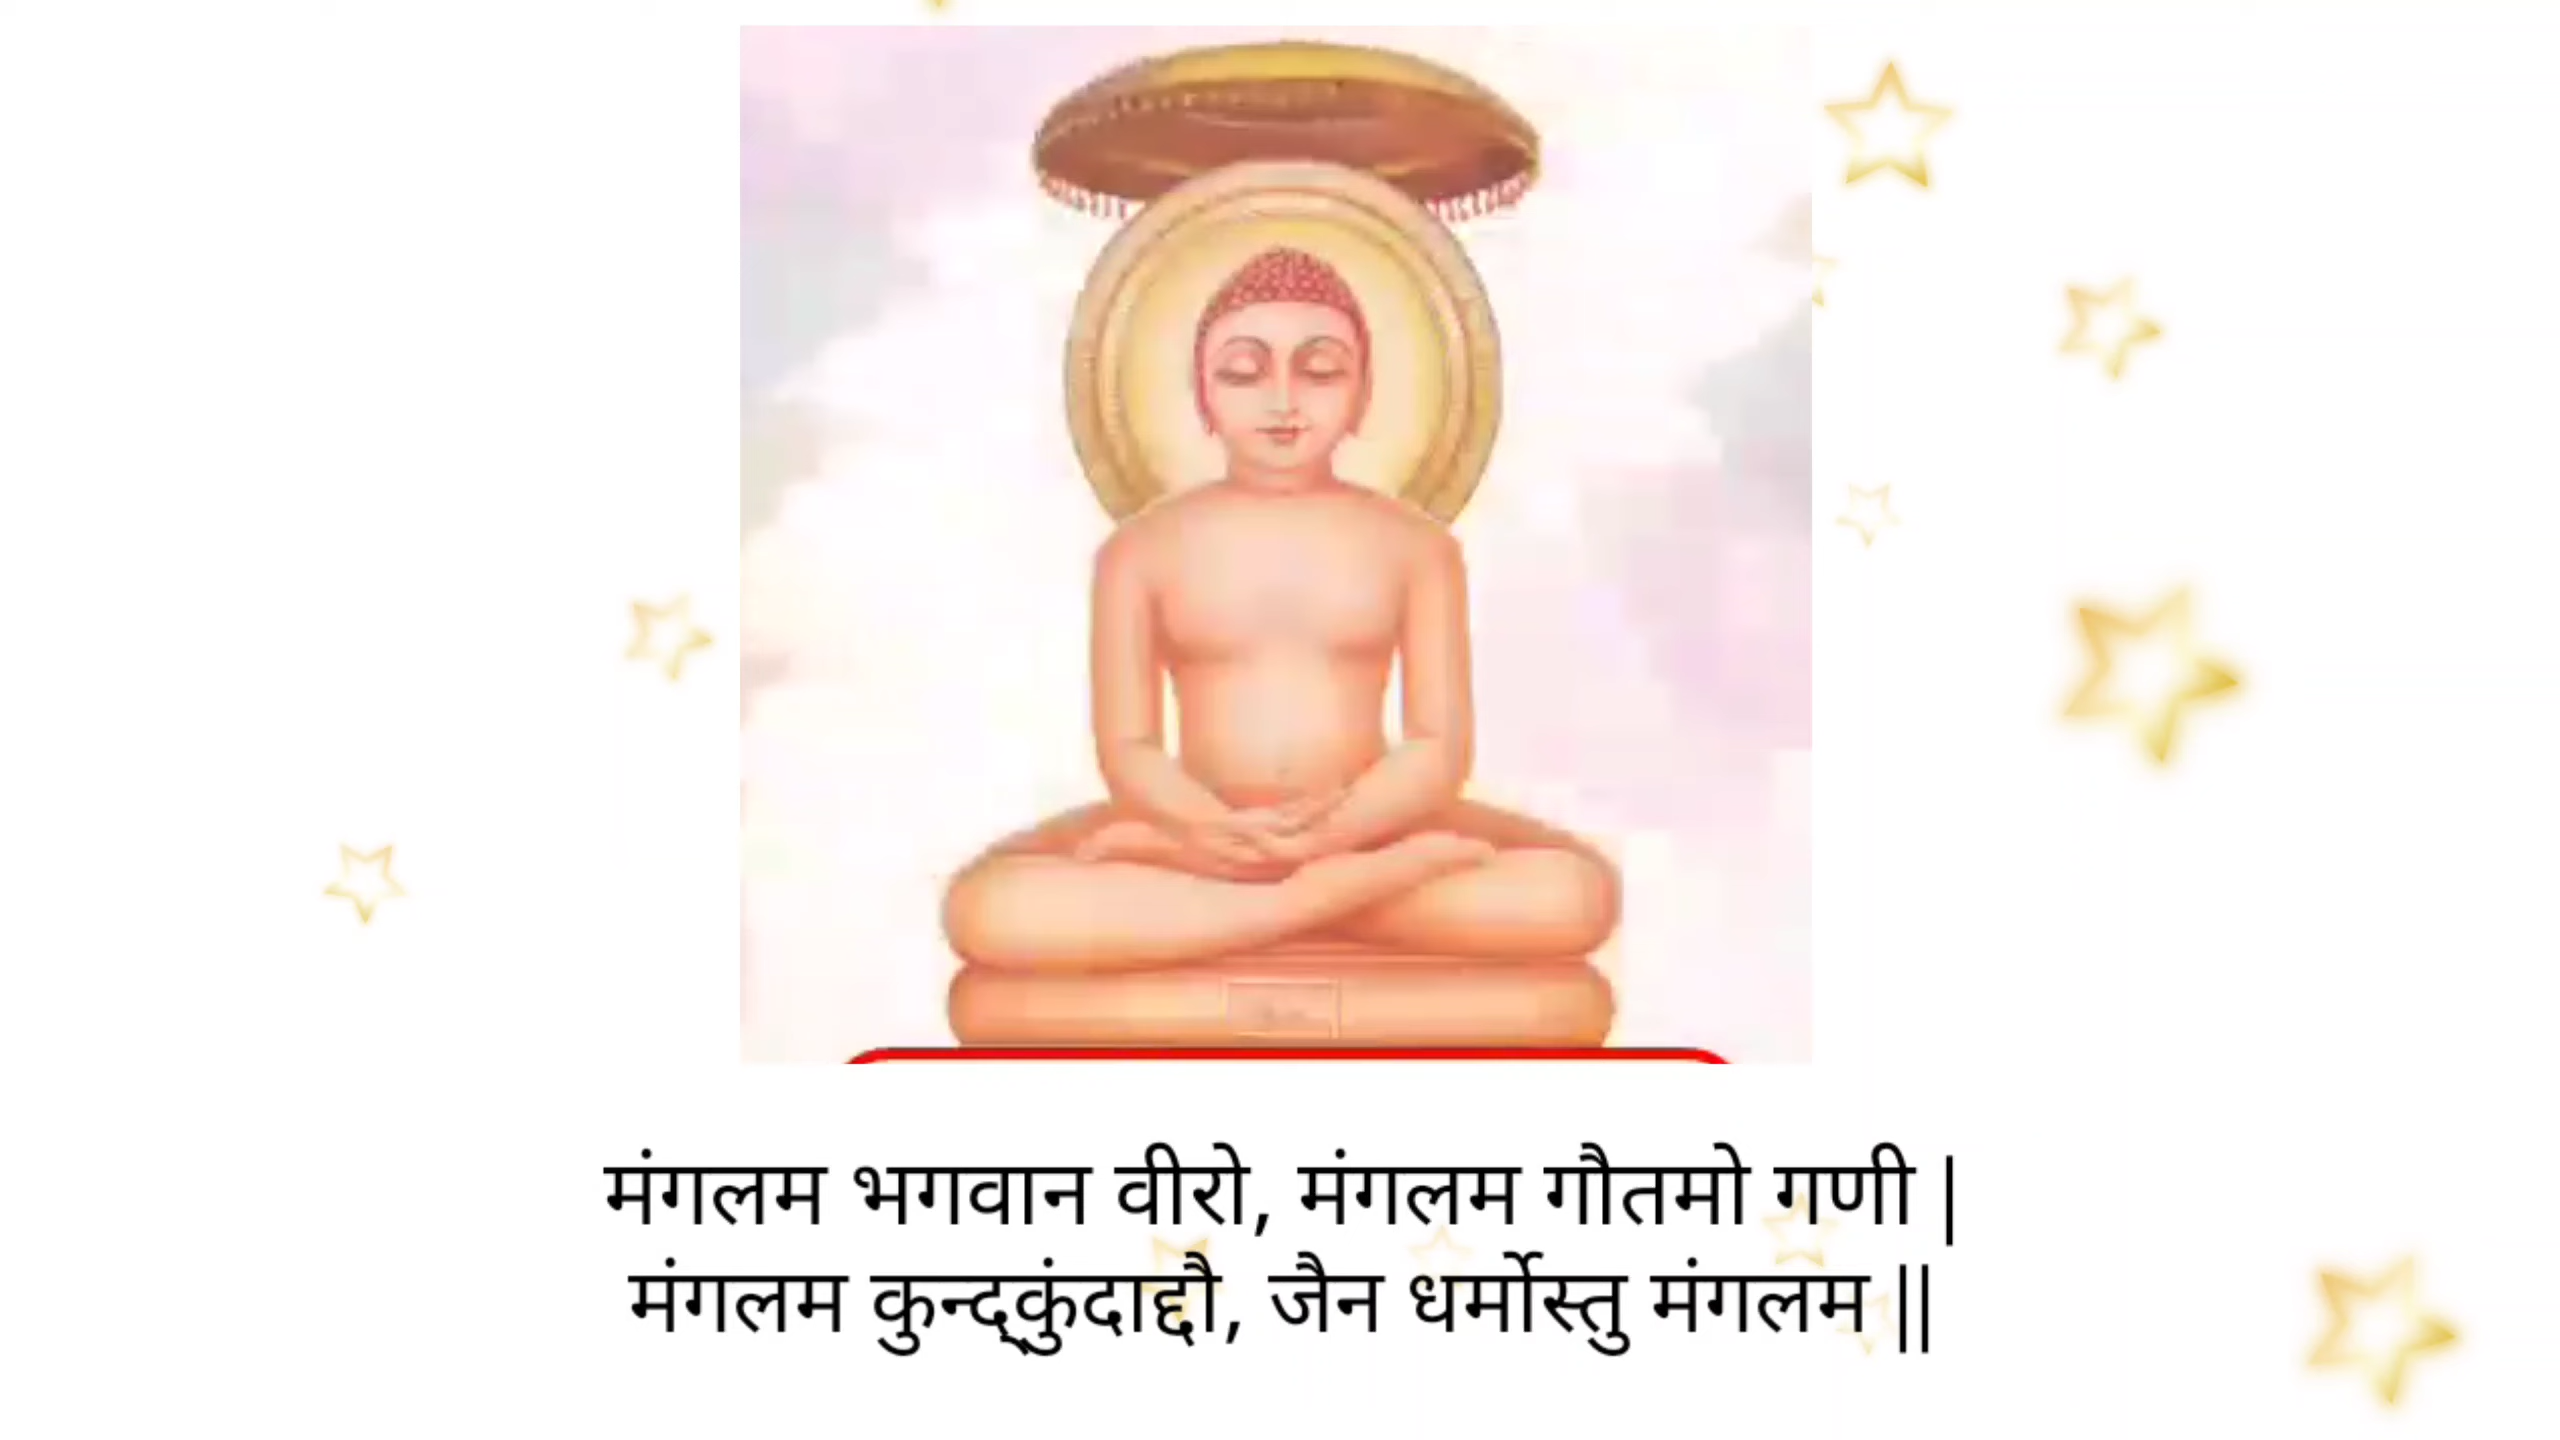 मंगलम भगवान वीरो, मंगलम गौतमो गणी |
मंगलम कुन्द्कुंदाद्दौ, जैन धर्मोस्तु मंगलम ||